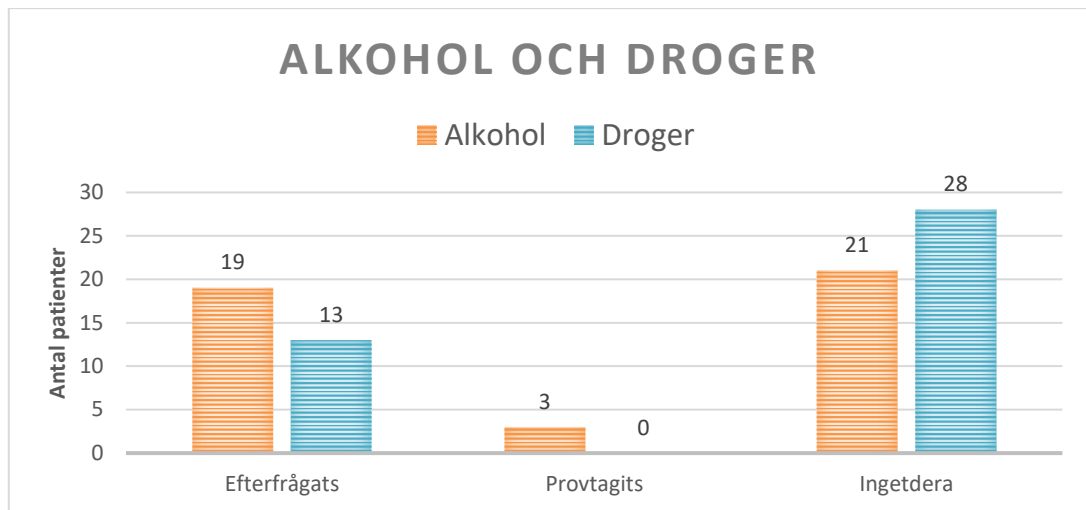 ALKOHOL OCH DROGER
Alkohol Droger
Antal patienter
30
25
20
15
10
5
0
19
13
3
0
21
28
Efterfrågats
Provtagits
Ingetdera